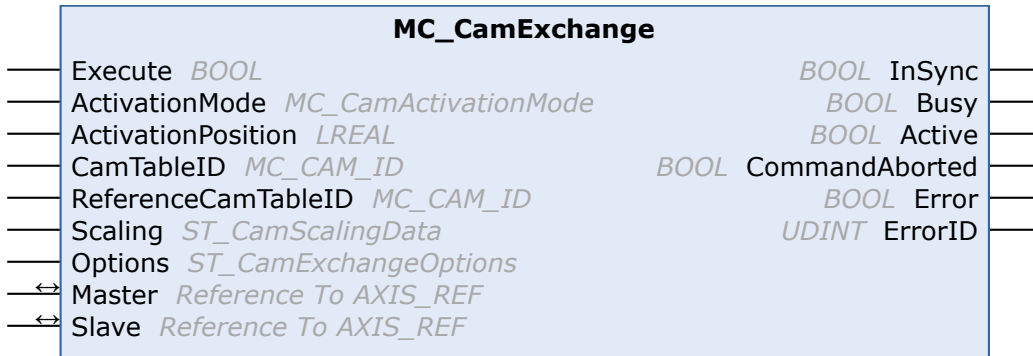 MC_CamExchange
Execute BOOL BOOL InSync
ActivationMode MC_CamActivationMode BOOL Busy
ActivationPosition LREAL BOOL Active
CamTableID MC_CAM_ID BOOL CommandAborted
ReferenceCamTableID MC_CAM_ID BOOL Error
Scaling ST_CamScalingData UDINT ErrorID
Options ST_CamExchangeOptions
Master Reference To AXIS_REF
Slave Reference To AXIS_REF